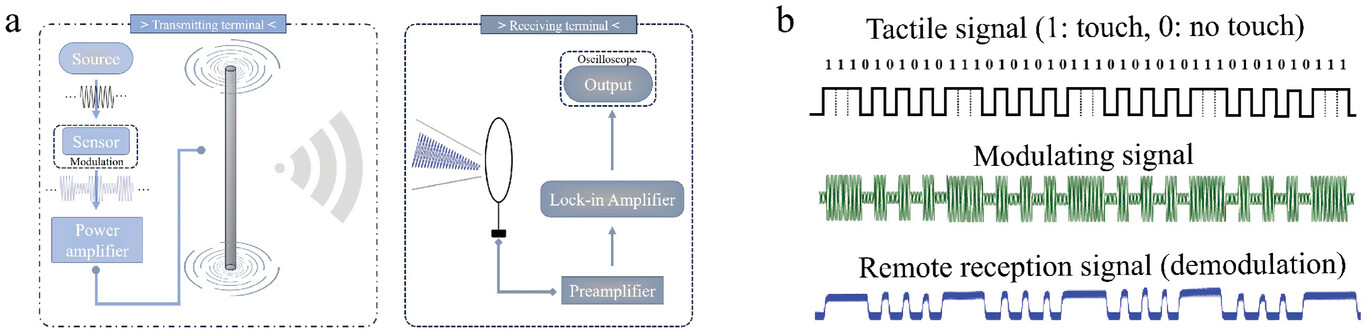 a
> Transmitting terminal <
Source
Sensor
Modulation
Power
amplifier
> Receiving terminal <
Oscilloscope
Output
Lock-in Amplifier
Preamplifier
b
Tactile signal (1: touch, 0: no touch)
1 1 1 0 1 0 1 0 1 0 1 1 1 0 1 0 1 0 1 0 1 1 1 0 1 0 1 0 1 0 1 1 1 0 1 0 1 0 1 0 1 1 1
Modulating signal
Remote reception signal (demodulation)